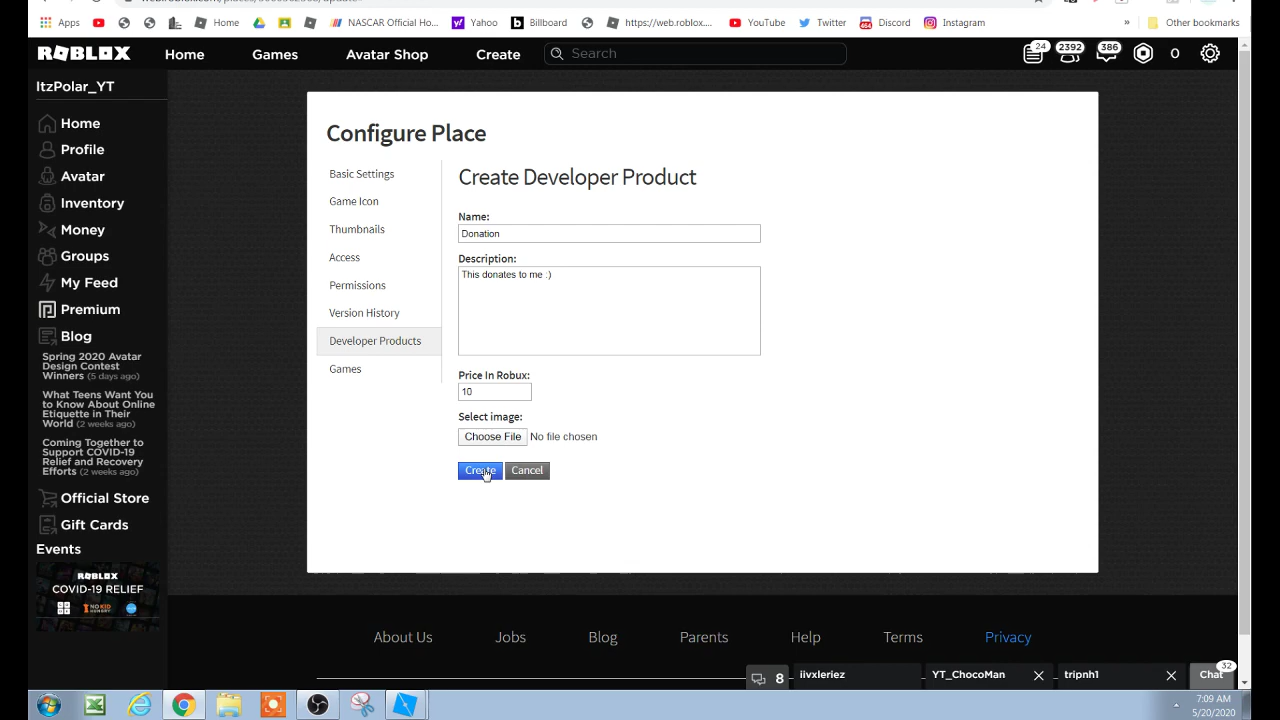 Apps
Home
NASCAR Official Ho...
Yahoo
Billboard
https://web.roblox....
YouTube
Twitter
Discord
Instagram
»
Other bookmarks
ROBLOX
Home
Games
Avatar Shop
Create
Search
24
2392
386
0
ItzPolar_YT
Home
Profile
Avatar
Inventory
Money
Groups
My Feed
Premium
Blog
Spring 2020 Avatar
Design Contest
Winners (5 days ago)
What Teens Want You
to Know About Online
Etiquette in Their
World (2 weeks ago)
Coming Together to
Support COVID-19
Relief and Recovery
Efforts (2 weeks ago)
Official Store
Gift Cards
Events
ROBLOX
COVID-19 RELIEF
NO KID
HUNGRY
Configure Place
Basic Settings
Game Icon
Thumbnails
Access
Permissions
Version History
Developer Products
Games
Create Developer Product
Name:
Donation
Description:
This donates to me :)
Price In Robux:
10
Select image:
Choose File No file chosen
Create Cancel
About Us
Jobs
Blog
Parents
Help
Terms
Privacy
8
iivxleriez
YT_ChocoMan
tripnh1
Chat
32
7:09 AM
5/20/2020